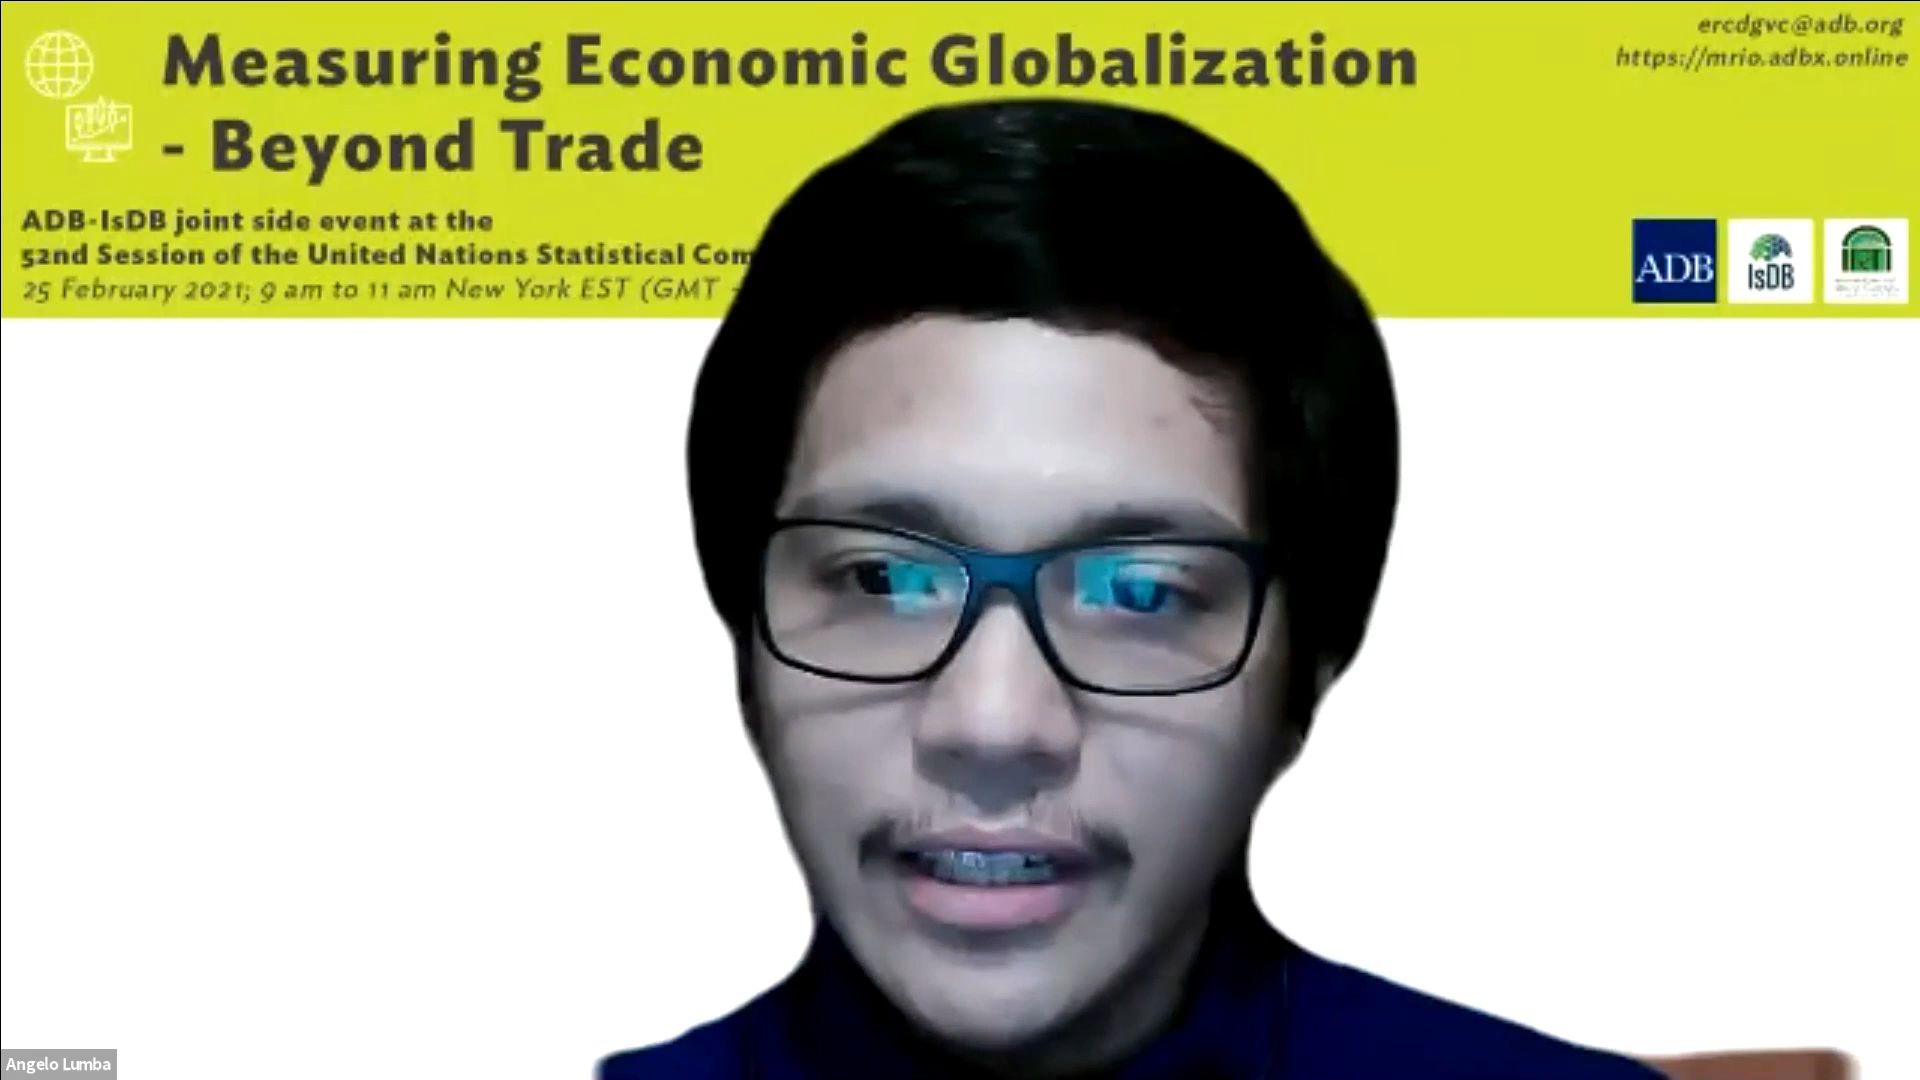 Measuring Economic Globalization
- Beyond Trade
ADB-IsDB joint side event at the
52nd Session of the United Nations Statistical Com
25 February 2021; 9 am to 11 am New York EST (GMT -
ercdgvc@adb.org
https://mrio.adbx.online
ADB
IsDB
Angelo Lumba